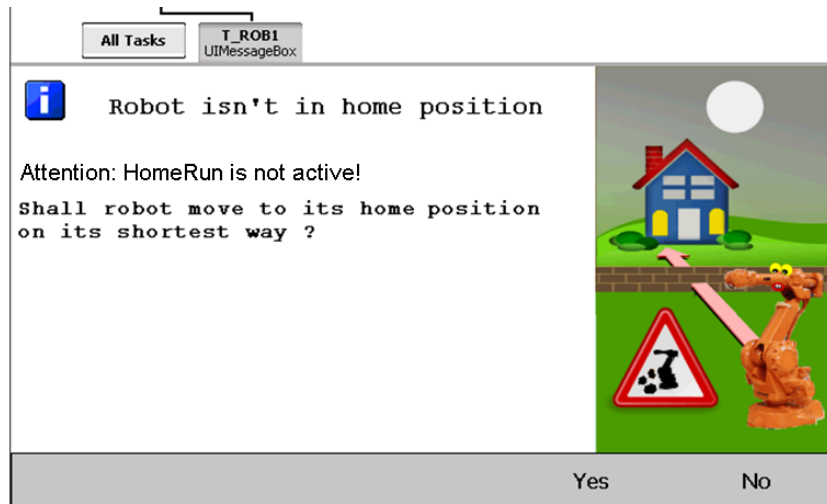 All Tasks
T_ROB1
UIMessageBox
i
Robot isn't in home position
Attention: HomeRun is not active!
Shall robot move to its home position
on its shortest way ?
Yes
No